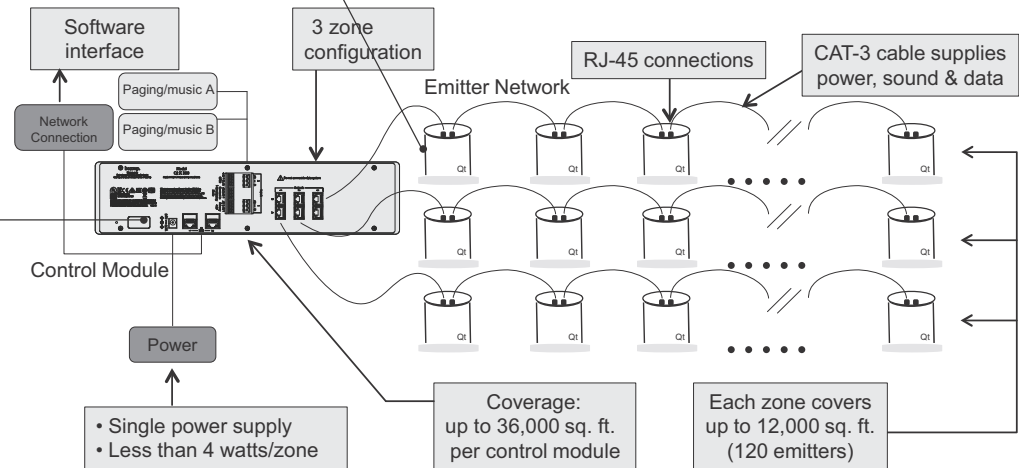 Software
interface
3 zone
configuration
RJ-45 connections
CAT-3 cable supplies
power, sound & data
Emitter Network
Paging/music A
Paging/music B
Network
Connection
Qt
Qt
Qt
Qt
Qt
Qt
Qt
Qt
Control Module
Qt
Qt
Qt
Qt
Power
• Single power supply
• Less than 4 watts/zone
Coverage:
up to 36,000 sq. ft.
per control module
Each zone covers
up to 12,000 sq. ft.
(120 emitters)